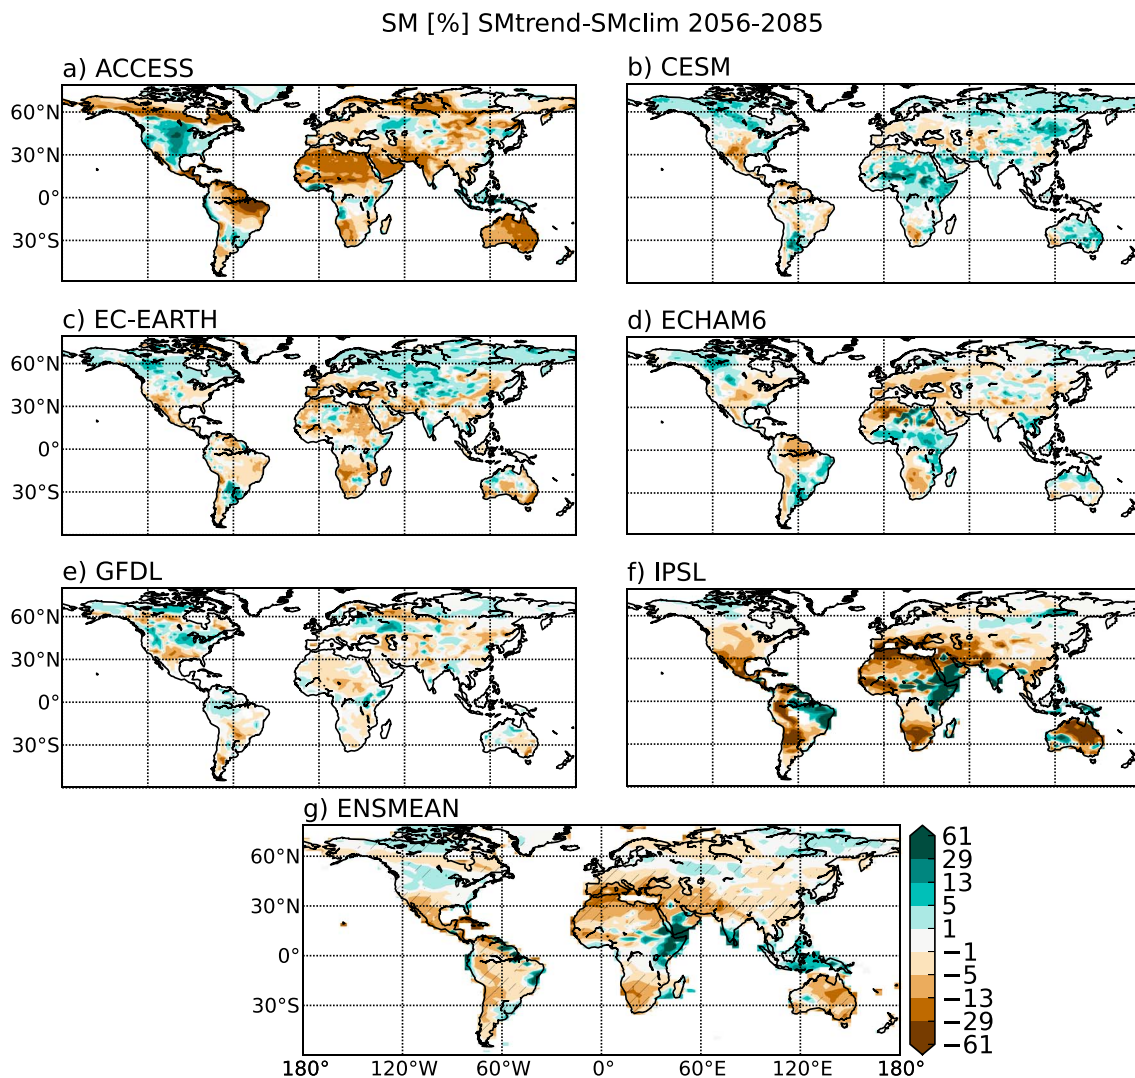 SM [%] SMtrend-SMclim 2056-2085
a) ACCESS
b) CESM
60°N
30°N
0°
30°S
c) EC-EARTH
d) ECHAM6
60°N
30°N
0°
30°S
e) GFDL
f) IPSL
60°N
30°N
0°
30°S
g) ENSMEAN
60°N
30°N
0°
30°S
180°
120°W
60°W
0°
60°E
120°E
180°
61
29
13
5
1
−1
−5
−13
−29
−61